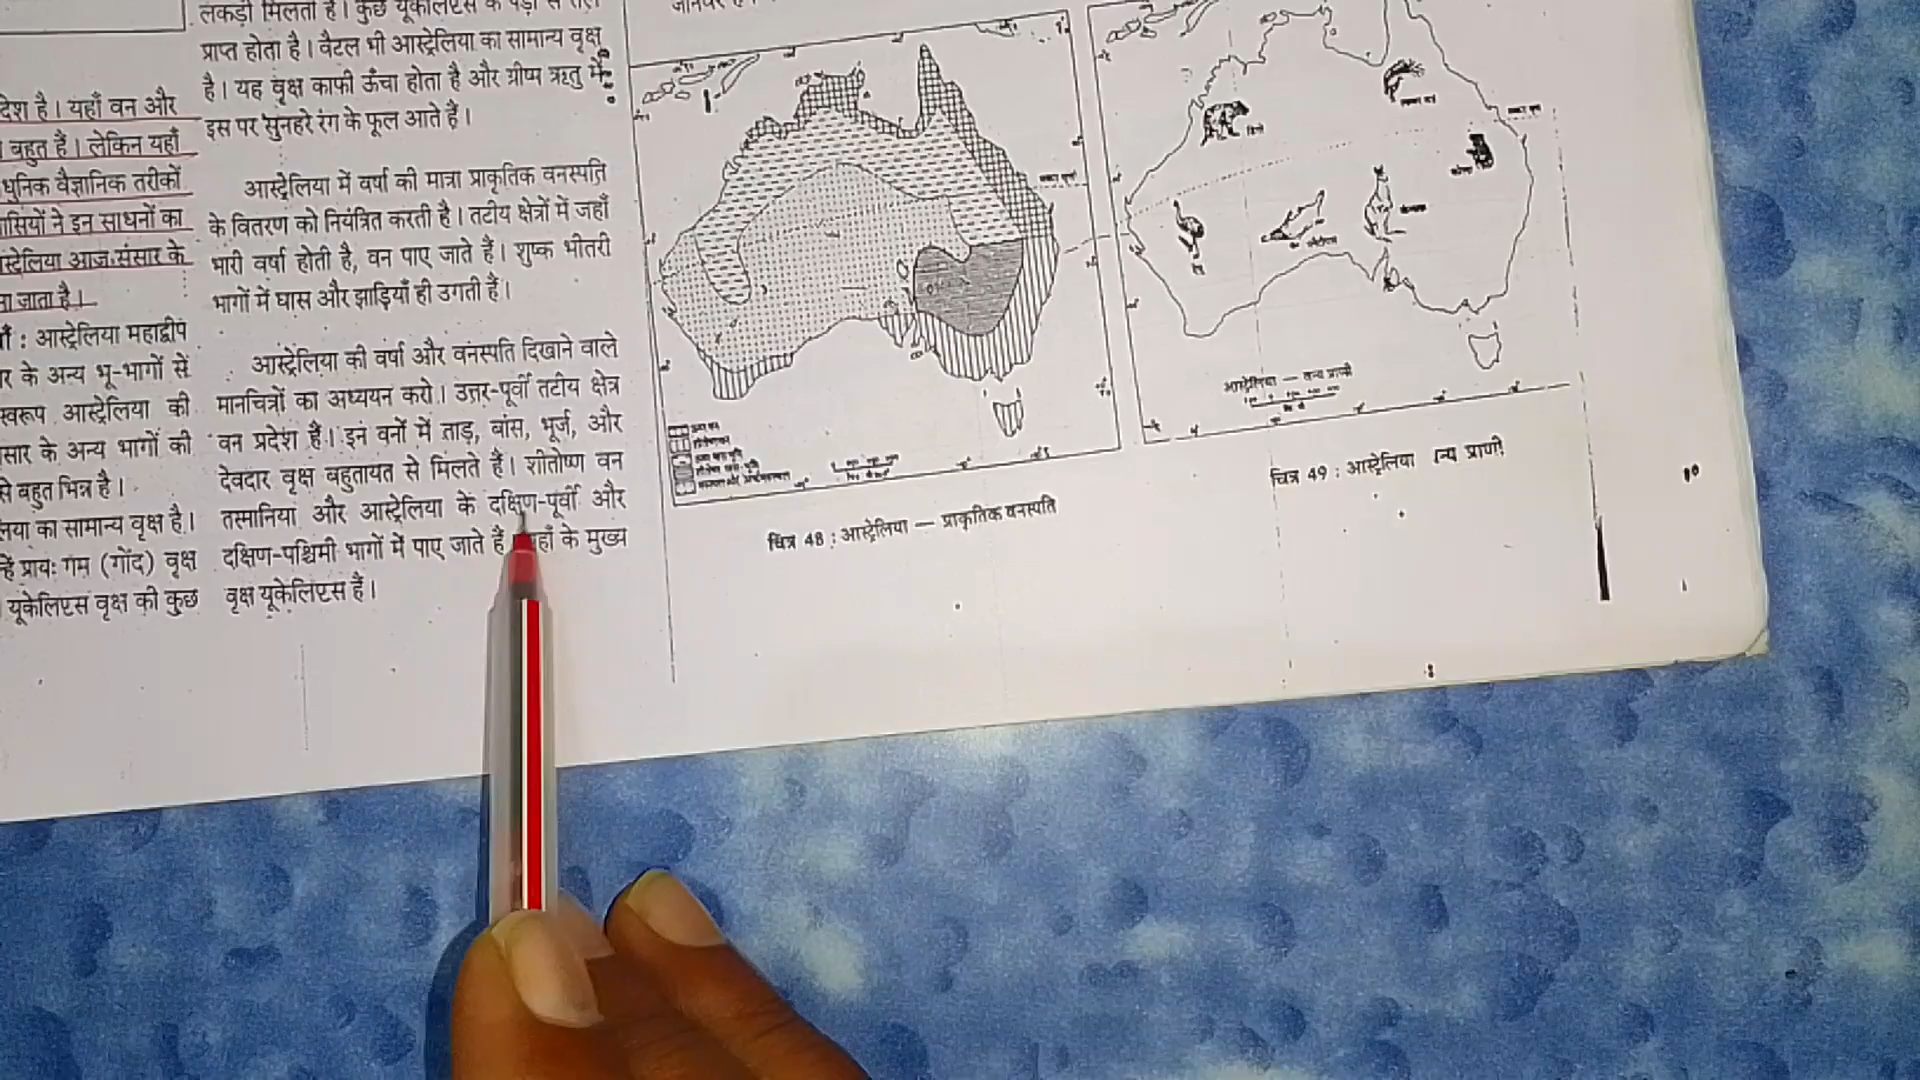 देश है। यहाँ वन और
बहुत हैं। लेकिन यहाँ
धुनिक वैज्ञानिक तरीकों
ासियों ने इन साधनों का
स्ट्रेलिया आज संसार के
ना जाता है।
ाँ : आस्ट्रेलिया महाद्वीप
ार के अन्य भू-भागों से
स्वरूप आस्ट्रेलिया की
सार के अन्य भागों की
से बहुत भिन्न है।
लिया का सामान्य वृक्ष है।
हें प्रायः गम (गोंद) वृक्ष
यूकेलिप्टस वृक्ष की कुछ
लकड़ी मिलती है। कुछ यूकेलिप्टस के पेड़ों से तेल
प्राप्त होता है। वैटल भी आस्ट्रेलिया का सामान्य वृक्ष
है। यह वृक्ष काफी ऊँचा होता है और ग्रीष्म ऋतु में
इस पर सुनहरे रंग के फूल आते हैं।
आस्ट्रेलिया में वर्षा की मात्रा प्राकृतिक वनस्पति
के वितरण को नियंत्रित करती है। तटीय क्षेत्रों में जहाँ
भारी वर्षा होती है, वन पाए जाते हैं। शुष्क भीतरी
भागों में घास और झाड़ियाँ ही उगती हैं।
आस्ट्रेलिया की वर्षा और वनस्पति दिखाने वाले
मानचित्रों का अध्ययन करो। उत्तर-पूर्वी तटीय क्षेत्र
वन प्रदेश हैं। इन वनों में ताड़, बांस, भूर्ज, और
देवदार वृक्ष बहुतायत से मिलते हैं। शीतोष्ण वन
तस्मानिया और आस्ट्रेलिया के दक्षिण-पूर्वी और
दक्षिण-पश्चिमी भागों में पाए जाते हैं यहाँ के मुख्य
वृक्ष यूकेलिप्टस हैं।
चित्र 48 : आस्ट्रेलिया — प्राकृतिक वनस्पति
आस्ट्रेलिया — वन्य प्राणी
चित्र 49 : आस्ट्रेलिया न्य प्राणी